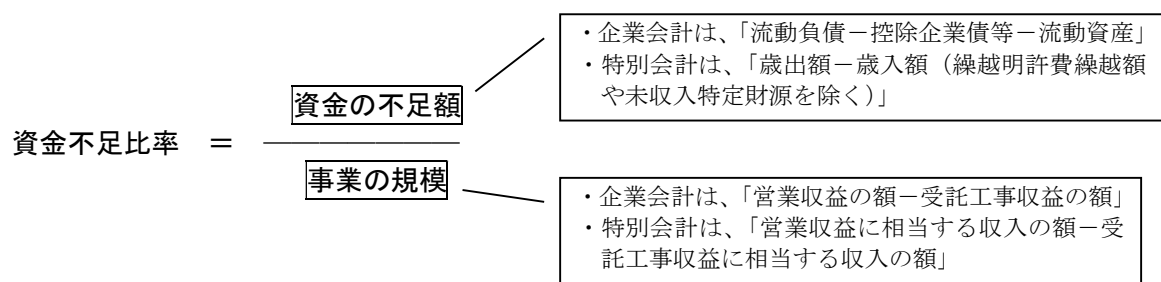 ・企業会計は、「流動負債－控除企業債等－流動資産」
・特別会計は、「歳出額－歳入額（繰越明許費繰越額
や未収入特定財源を除く）」
資金の不足額
資金不足比率 ＝
事業の規模
・企業会計は、「営業収益の額－受託工事収益の額」
・特別会計は、「営業収益に相当する収入の額－受
託工事収益に相当する収入の額」